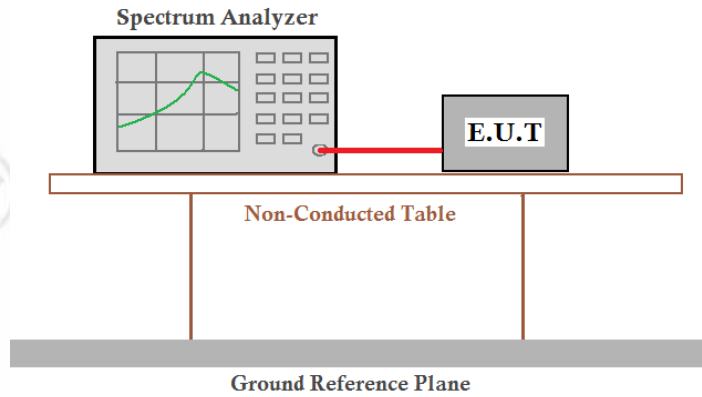 Spectrum Analyzer
E.U.T
Non-Conducted Table
Ground Reference Plane